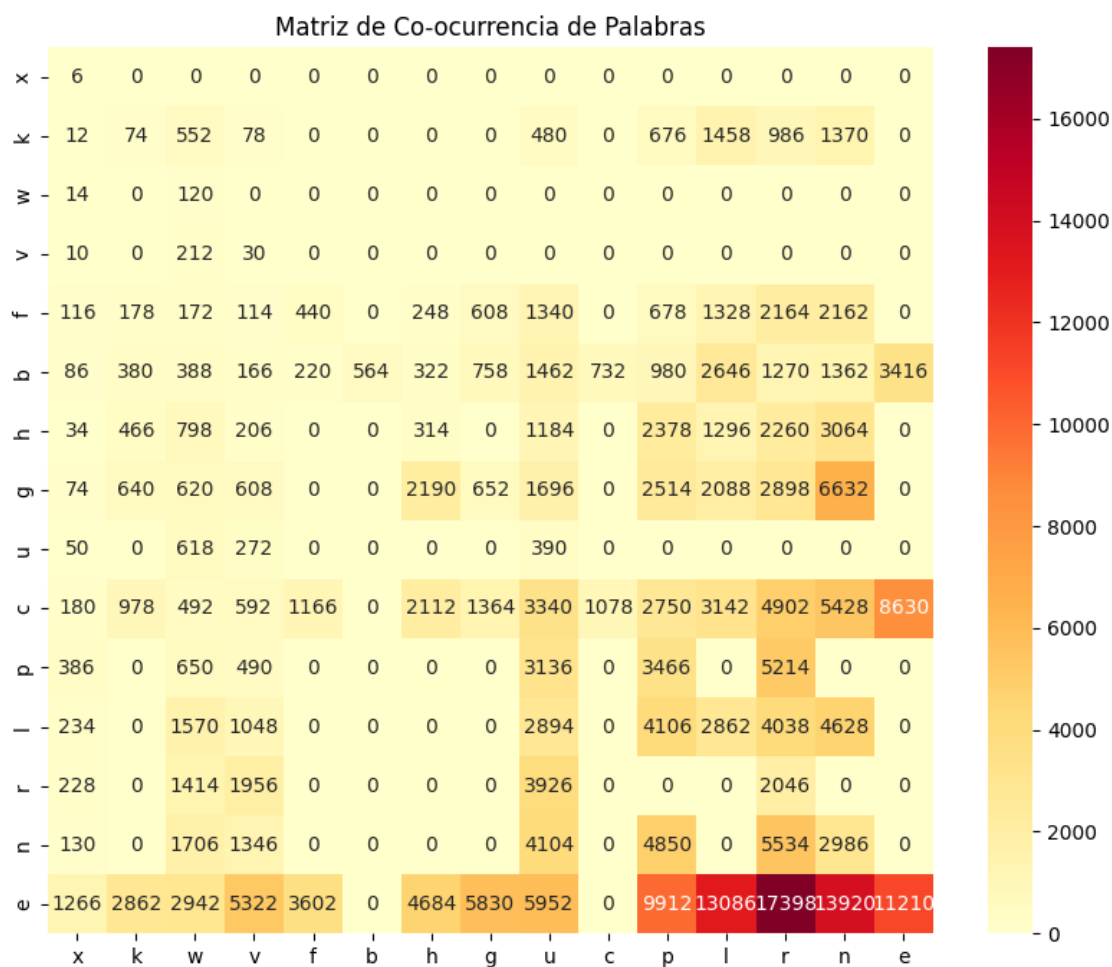 Matriz de Co-ocurrencia de Palabras
x 6 0 0 0 0 0 0 0 0 0 0 0 0 0 0
k 12 74 552 78 0 0 0 0 480 0 676 1458 986 1370 0
w 14 0 120 0 0 0 0 0 0 0 0 0 0 0 0
v 10 0 212 30 0 0 0 0 0 0 0 0 0 0 0
f 116 178 172 114 440 0 248 608 1340 0 678 1328 2164 2162 0
b 86 380 388 166 220 564 322 758 1462 732 980 2646 1270 1362 3416
h 34 466 798 206 0 0 314 0 1184 0 2378 1296 2260 3064 0
g 74 640 620 608 0 0 2190 652 1696 0 2514 2088 2898 6632 0
u 50 0 618 272 0 0 0 0 390 0 0 0 0 0 0
c 180 978 492 592 1166 0 2112 1364 3340 1078 2750 3142 4902 5428 8630
p 386 0 650 490 0 0 0 0 3136 0 3466 0 5214 0 0
l 234 0 1570 1048 0 0 0 0 2894 0 4106 2862 4038 4628 0
r 228 0 1414 1956 0 0 0 0 3926 0 0 0 2046 0 0
n 130 0 1706 1346 0 0 0 0 4104 0 4850 0 5534 2986 0
e 1266 2862 2942 5322 3602 0 4684 5830 5952 0 9912 13086 17398 13920 11210
x k w v f b h g u c p l r n e
16000
14000
12000
10000
8000
6000
4000
2000
0